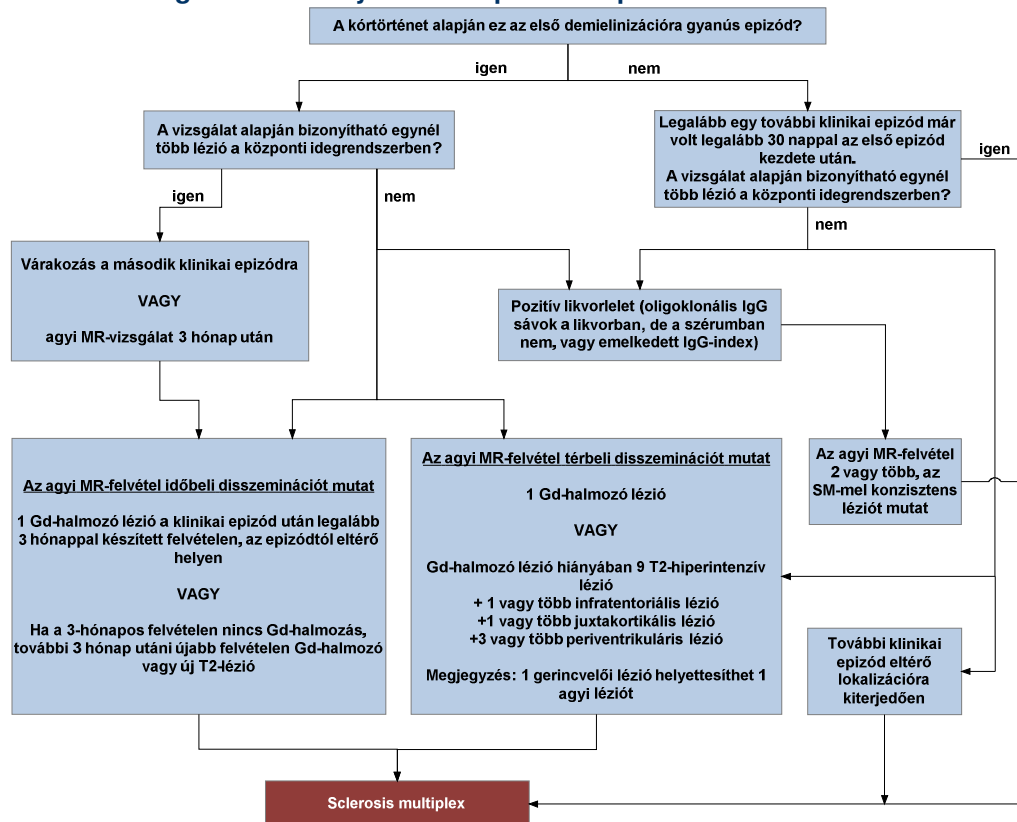 A kórtörténet alapján ez az első demielinizációra gyanús epizód?
igen
nem
A vizsgálat alapján bizonyítható egynél
több lézió a központi idegrendszerben?
Legalább egy további klinikai epizód már
volt legalább 30 nappal az első epizód
kezdete után.
A vizsgálat alapján bizonyítható egynél
több lézió a központi idegrendszerben?
igen
igen
nem
nem
Várakozás a második klinikai epizódra
VAGY
agyi MR-vizsgálat 3 hónap után
Pozitív likvorlelet (oligoklonális IgG
sávok a likvorban, de a szérumban
nem, vagy emelkedett IgG-index)
Az agyi MR-felvétel időbeli disszeminációt mutat
1 Gd-halmozó lézió a klinikai epizód után legalább
3 hónappal készített felvételen, az epizódtól eltérő
helyen
VAGY
Ha a 3-hónapos felvételen nincs Gd-halmozás,
további 3 hónap utáni újabb felvételen Gd-halmozó
vagy új T2-lézió
Az agyi MR-felvétel térbeli disszeminációt mutat
1 Gd-halmozó lézió
VAGY
Gd-halmozó lézió hiányában 9 T2-hiperintenzív
lézió
+ 1 vagy több infratentoriális lézió
+1 vagy több juxtakortikális lézió
+3 vagy több periventrikuláris lézió
Megjegyzés: 1 gerincvelői lézió helyettesíthet 1
agyi léziót
Az agyi MR-felvétel
2 vagy több, az
SM-mel konzisztens
léziót mutat
További klinikai
epizód eltérő
lokalizációra
kiterjedően
Sclerosis multiplex